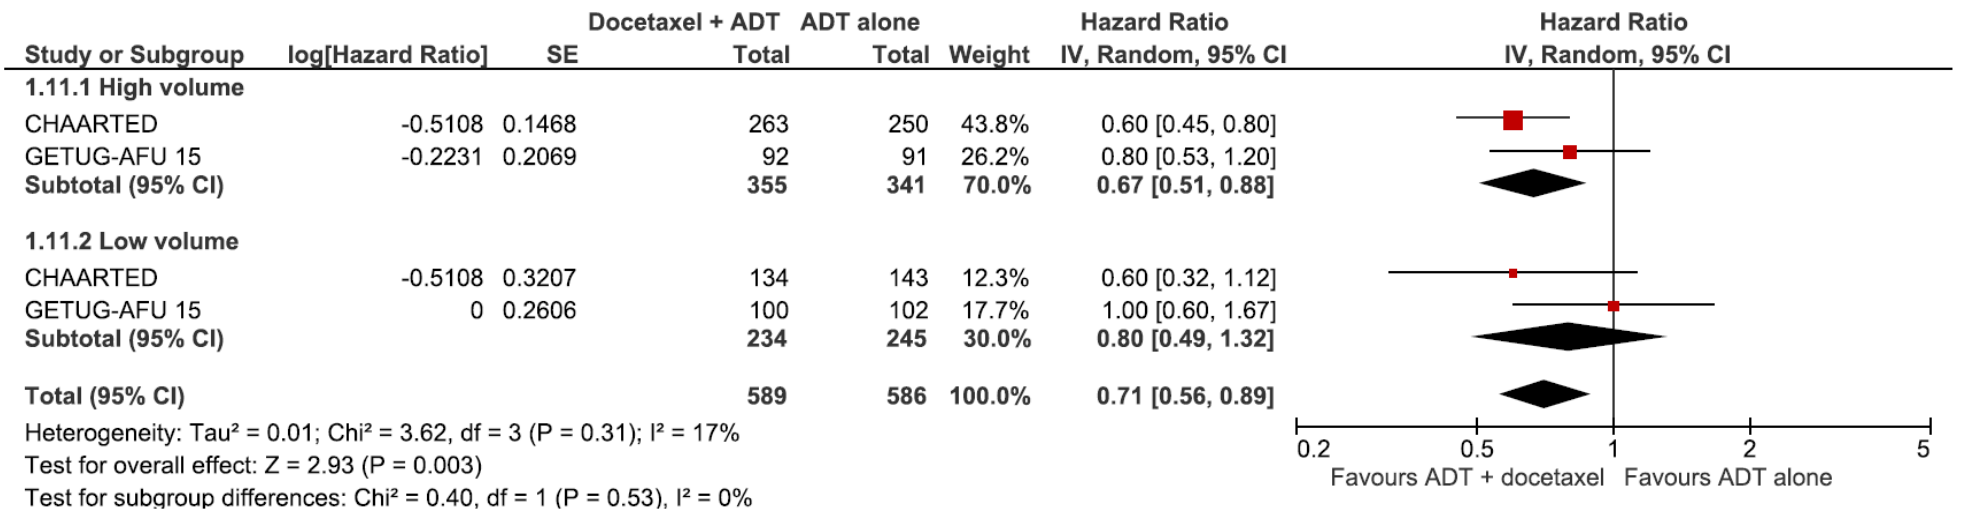 Docetaxel + ADT ADT alone Hazard Ratio Hazard Ratio
Study or Subgroup log[Hazard Ratio] SE Total Total Weight IV, Random, 95% CI IV, Random, 95% CI
1.11.1 High volume
CHAARTED -0.5108 0.1468 263 250 43.8% 0.60 [0.45, 0.80]
GETUG-AFU 15 -0.2231 0.2069 92 91 26.2% 0.80 [0.53, 1.20]
Subtotal (95% CI) 355 341 70.0% 0.67 [0.51, 0.88]
1.11.2 Low volume
CHAARTED -0.5108 0.3207 134 143 12.3% 0.60 [0.32, 1.12]
GETUG-AFU 15 0 0.2606 100 102 17.7% 1.00 [0.60, 1.67]
Subtotal (95% CI) 234 245 30.0% 0.80 [0.49, 1.32]
Total (95% CI) 589 586 100.0% 0.71 [0.56, 0.89]
Heterogeneity: Tau² = 0.01; Chi² = 3.62, df = 3 (P = 0.31); I² = 17%
0.2 0.5 1 2 5
Test for overall effect: Z = 2.93 (P = 0.003)
Favours ADT + docetaxel Favours ADT alone
Test for subgroup differences: Chi² = 0.40, df = 1 (P = 0.53), I² = 0%